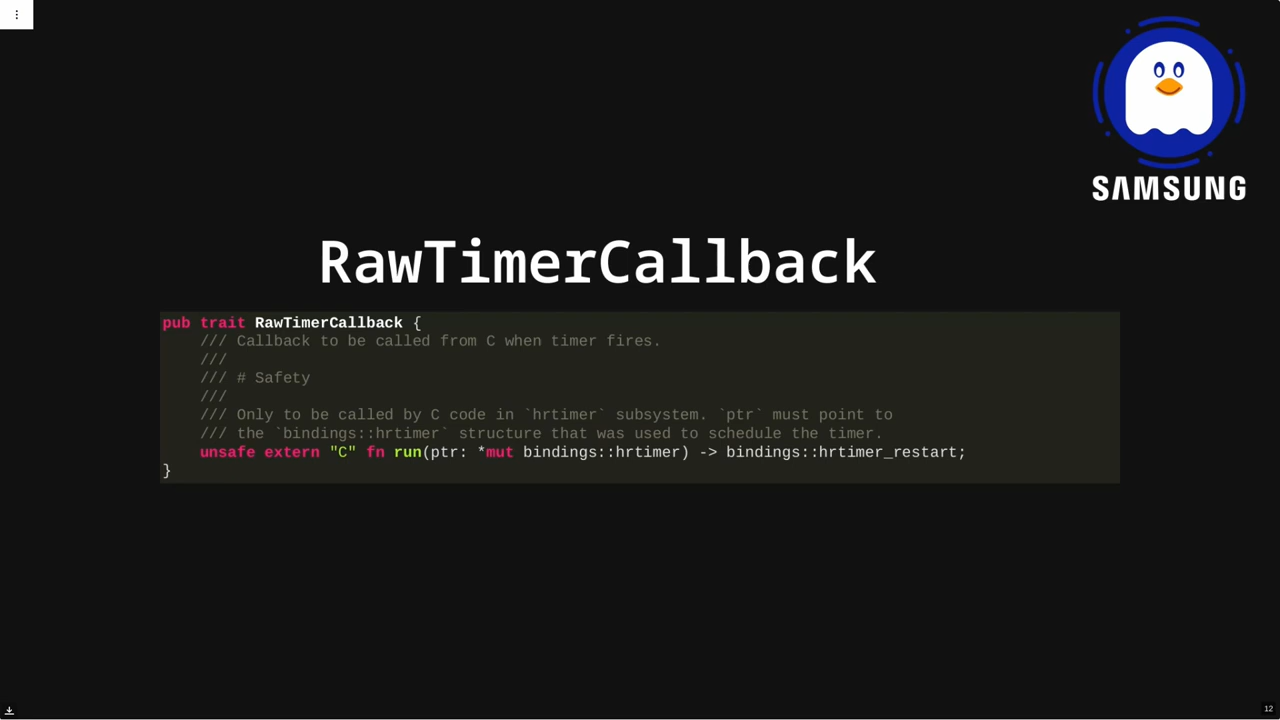 SAMSUNG
RawTimerCallback
pub trait RawTimerCallback {
    /// Callback to be called from C when timer fires.
    ///
    /// # Safety
    ///
    /// Only to be called by C code in `hrtimer` subsystem. `ptr` must point to
    /// the `bindings::hrtimer` structure that was used to schedule the timer.
    unsafe extern "C" fn run(ptr: *mut bindings::hrtimer) -> bindings::hrtimer_restart;
}
12